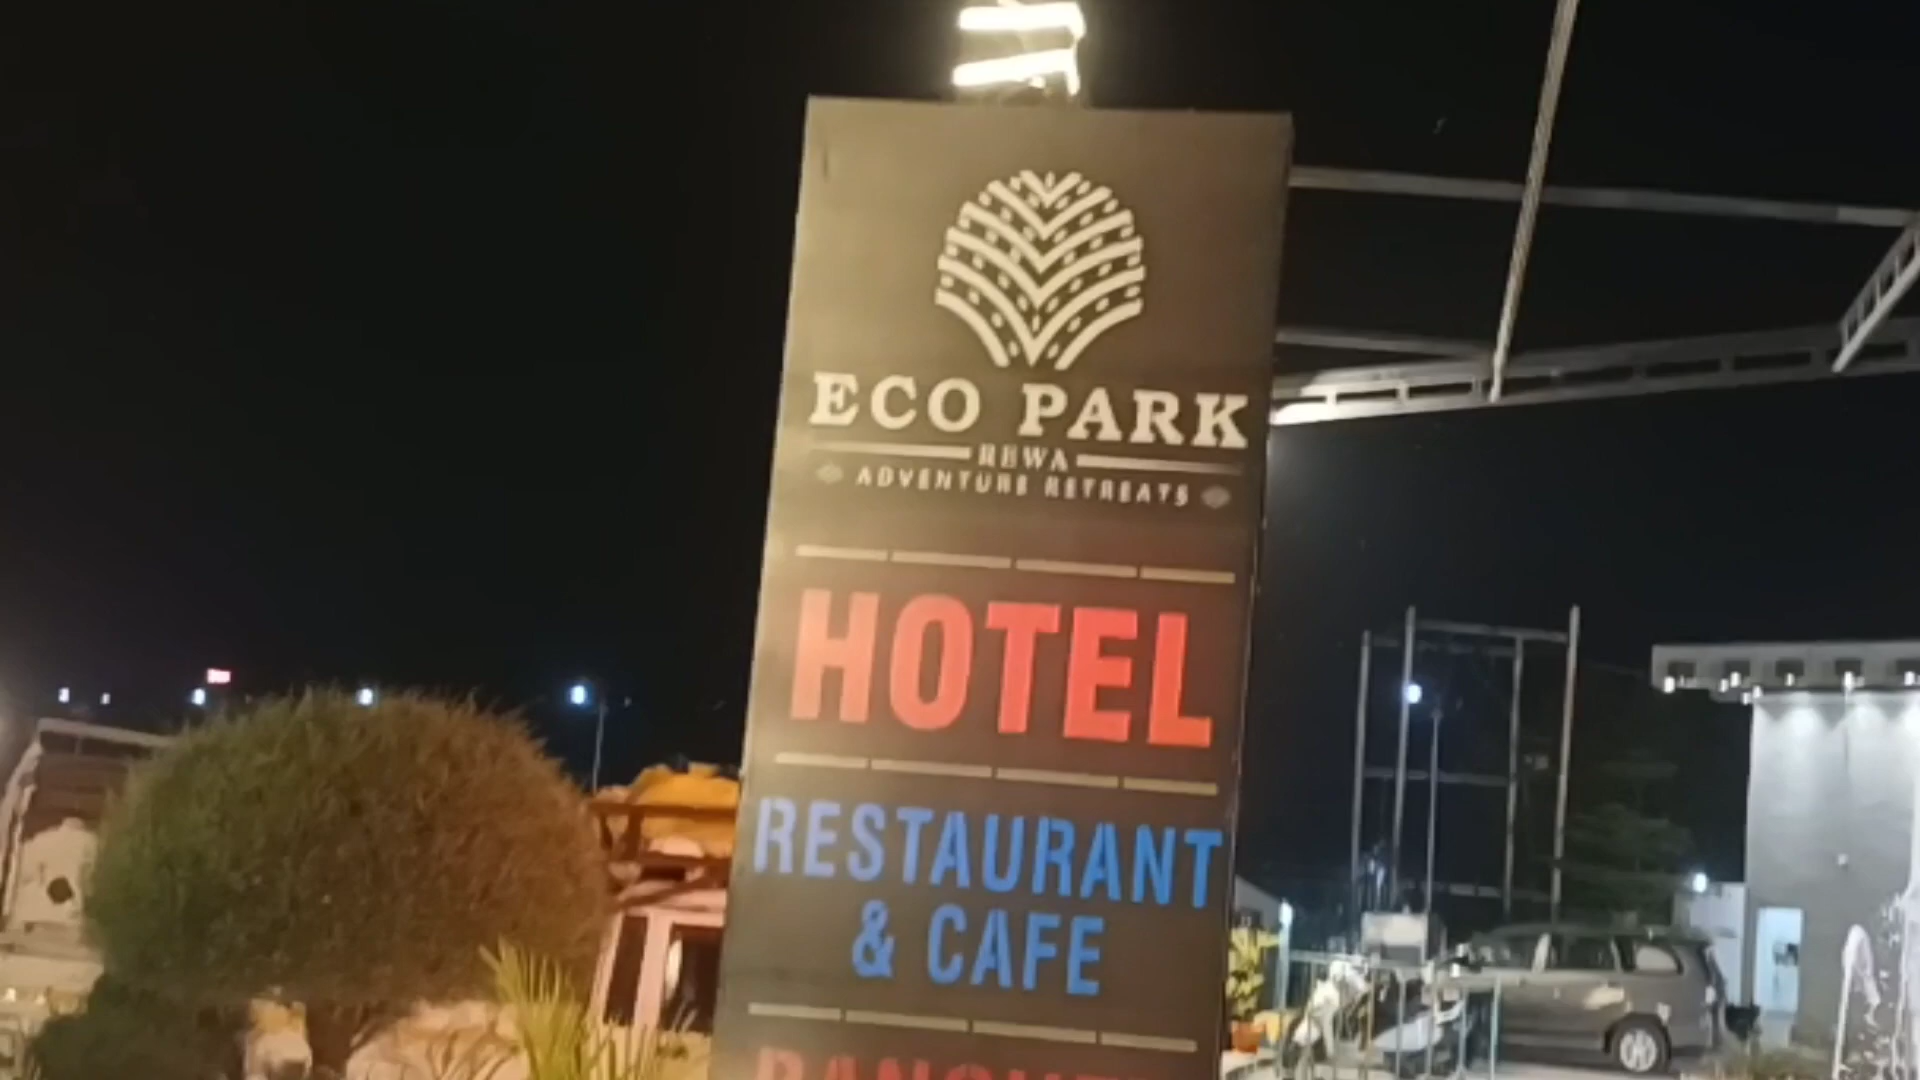 ECO PARK
REWA
ADVENTURE RETREATS
HOTEL
RESTAURANT
& CAFE